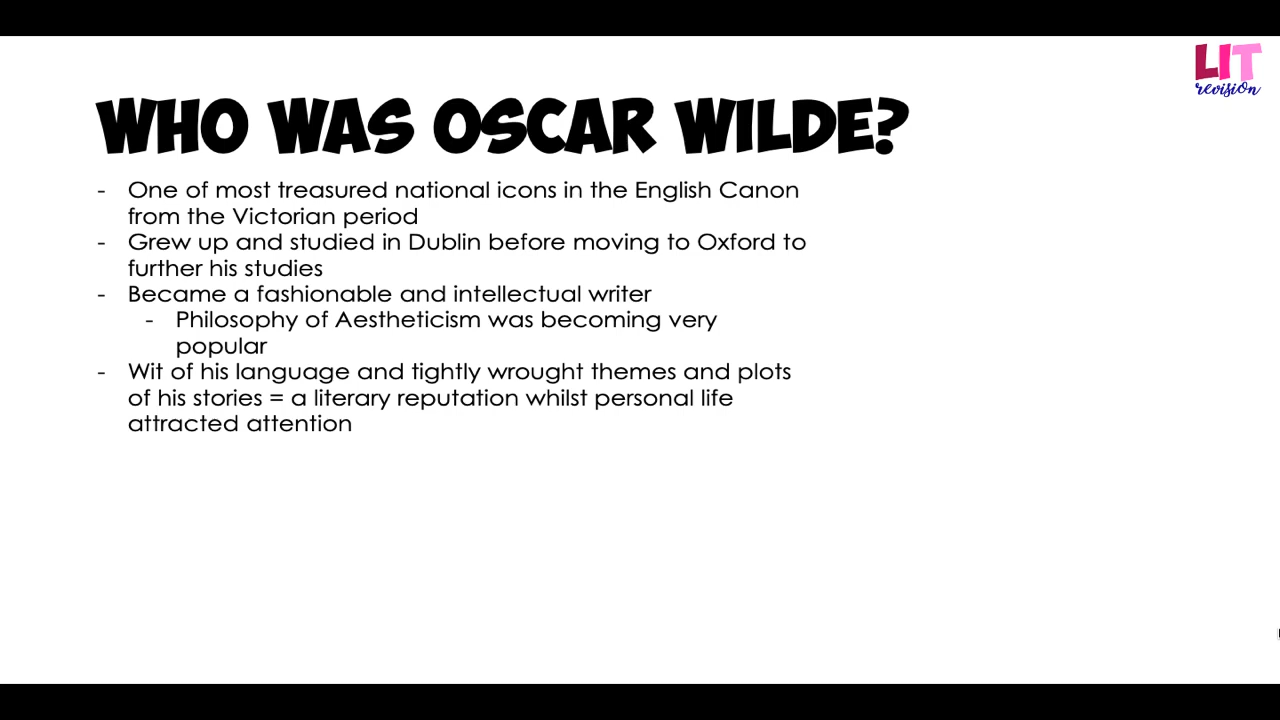 LIT
revision
WHO WAS OSCAR WILDE?
- One of most treasured national icons in the English Canon
from the Victorian period
- Grew up and studied in Dublin before moving to Oxford to
further his studies
- Became a fashionable and intellectual writer
- Philosophy of Aestheticism was becoming very
popular
- Wit of his language and tightly wrought themes and plots
of his stories = a literary reputation whilst personal life
attracted attention